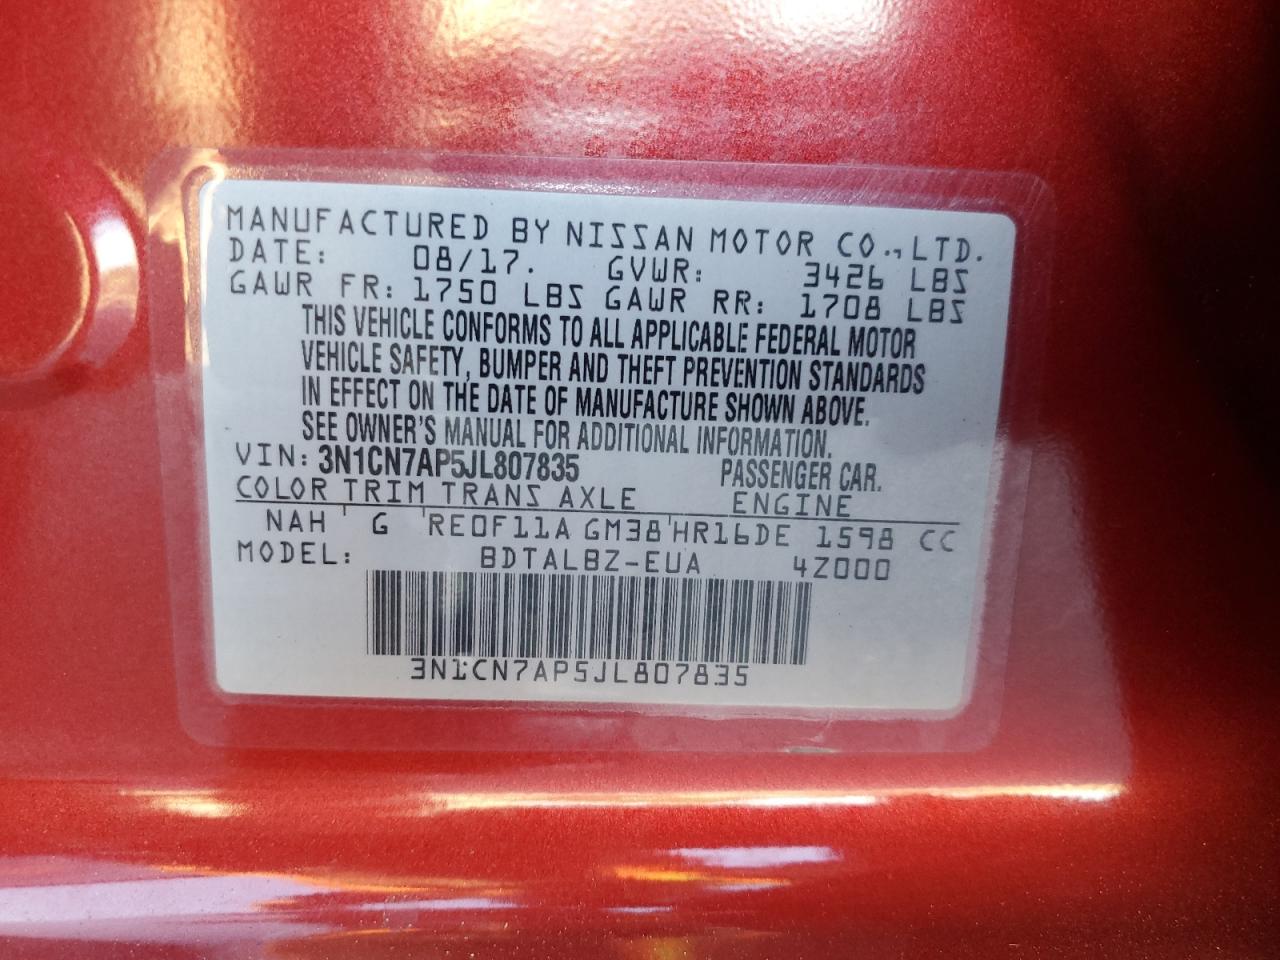 MANUFACTURED BY NISSAN MOTOR CO., LTD.
DATE: 08/17. GVWR: 3426 LBS
GAWR FR: 1750 LBS GAWR RR: 1708 LBS
THIS VEHICLE CONFORMS TO ALL APPLICABLE FEDERAL MOTOR
VEHICLE SAFETY, BUMPER AND THEFT PREVENTION STANDARDS
IN EFFECT ON THE DATE OF MANUFACTURE SHOWN ABOVE.
SEE OWNER'S MANUAL FOR ADDITIONAL INFORMATION.
VIN: 3N1CN7AP5JL807835 PASSENGER CAR.
COLOR TRIM TRANS AXLE ENGINE
NAH G RE0F11A GM38 HR16DE 1598 CC
MODEL: BDTALBZ-EUA 4Z000
3N1CN7AP5JL807835